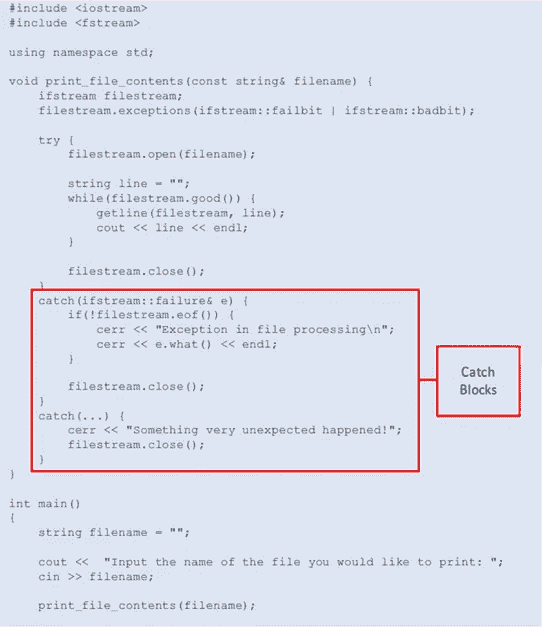 #include <iostream>
#include <fstream>
using namespace std;
void print_file_contents(const string& filename) {
    ifstream filestream;
    filestream.exceptions(ifstream::failbit | ifstream::badbit);
    try {
        filestream.open(filename);
        string line = "";
        while(filestream.good()) {
            getline(filestream, line);
            cout << line << endl;
        }
        filestream.close();
    }
    catch(ifstream::failure& e) {
        if(!filestream.eof()) {
            cerr << "Exception in file processing\n";
            cerr << e.what() << endl;
        }
        filestream.close();
    }
    catch(...) {
        cerr << "Something very unexpected happened!";
        filestream.close();
    }
}
Catch
Blocks
int main()
{
    string filename = "";
    cout <<  "Input the name of the file you would like to print: ";
    cin >> filename;
    print_file_contents(filename);